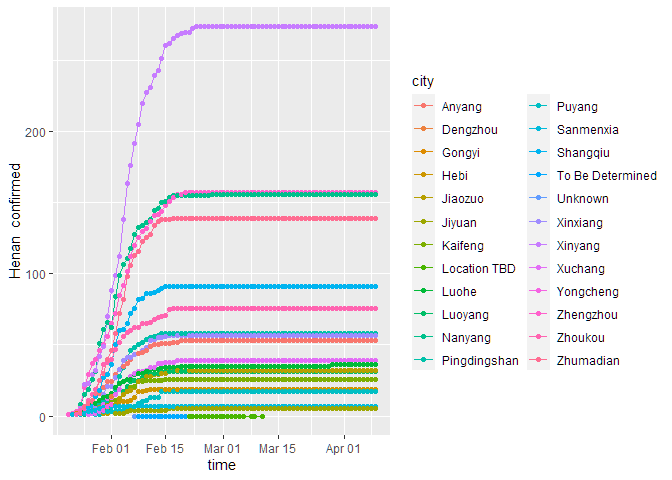 Henan confirmed
200
100
0
Feb 01 Feb 15 Mar 01 Mar 15 Apr 01
time
city
Anyang
Dengzhou
Gongyi
Hebi
Jiaozuo
Jiyuan
Kaifeng
Location TBD
Luohe
Luoyang
Nanyang
Pingdingshan
Puyang
Sanmenxia
Shangqiu
To Be Determined
Unknown
Xinxiang
Xinyang
Xuchang
Yongcheng
Zhengzhou
Zhoukou
Zhumadian